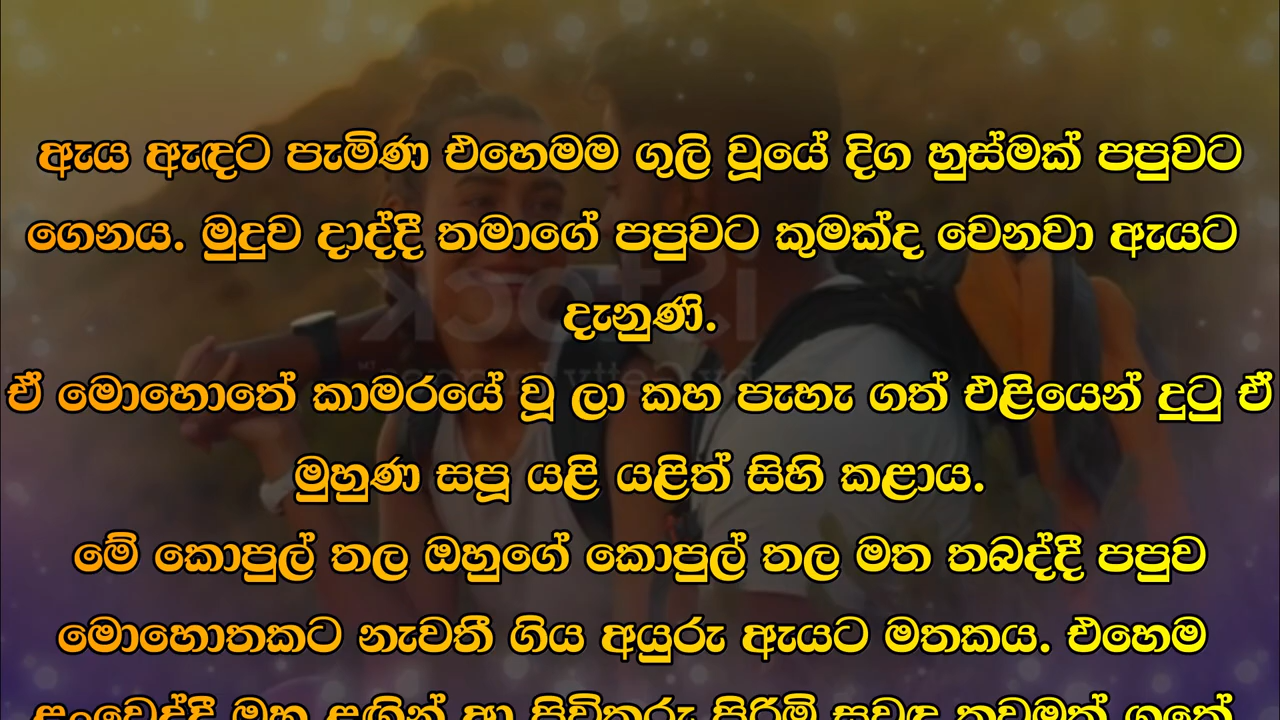 ඇය ඇඳට පැමිණ එහෙමම ගුලි වූයේ දිග හුස්මක් පපුවට
ගෙනය. මුදුව දාද්දී තමාගේ පපුවට කුමක්ද වෙනවා ඇයට
දැනුණි.
ඒ මොහොතේ කාමරයේ වූ ලා කහ පැහැ ගත් එළියෙන් දුටු ඒ
මුහුණ සපූ යළි යළිත් සිහි කළාය.
මේ කොපුල් තල ඔහුගේ කොපුල් තල මත තබද්දී පපුව
මොහොතකට නැවතී ගිය අයුරු ඇයට මතකය. එහෙම
iStock